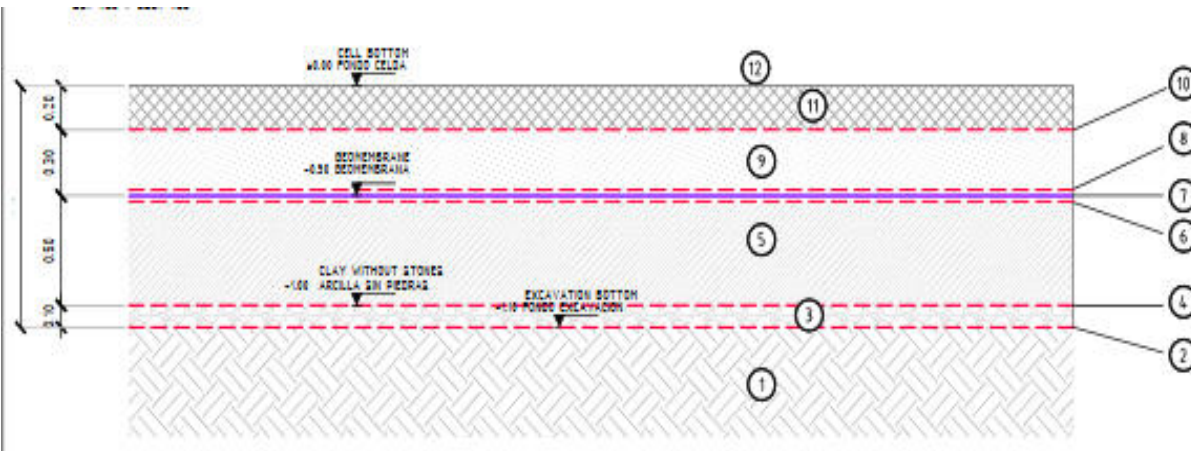 CELL BOTTOM
±0.00 FONDO CELDA
12
10
11
0.20
8
0.30
9
GEOMEMBRANE
-0.50 GEOMEMBRANA
7
6
0.50
5
CLAY WITHOUT STONES
-1.00 ARCILLA SIN PIEDRAS
EXCAVATION BOTTOM
-1.10 FONDO EXCAVACION
4
0.10
3
2
1